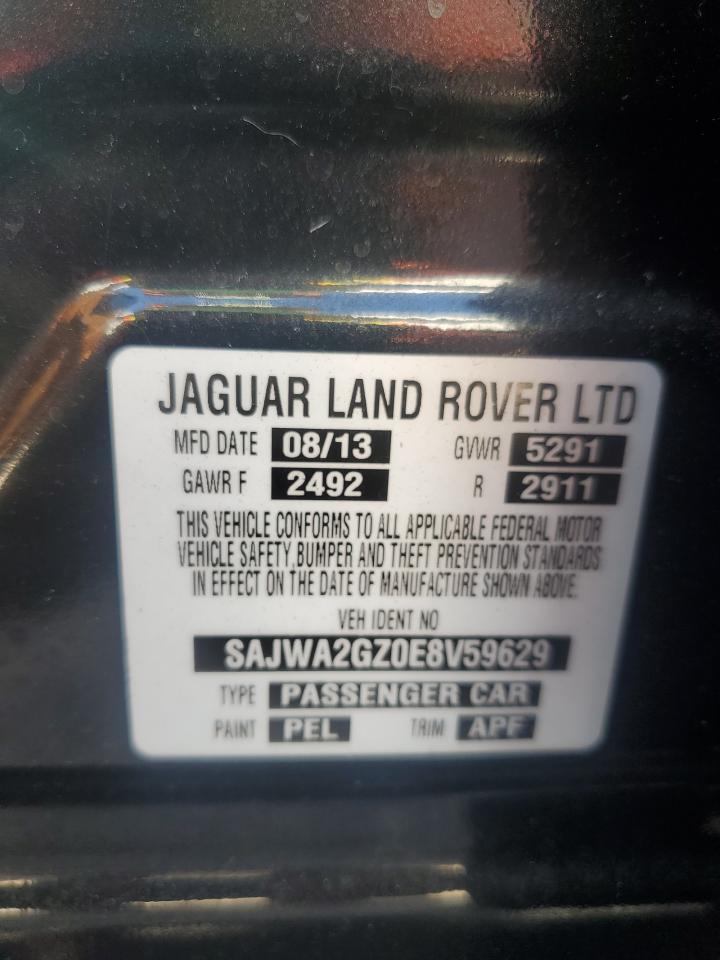 JAGUAR LAND ROVER LTD
MFD DATE 08/13 GVWR 5291
GAWR F 2492 R 2911
THIS VEHICLE CONFORMS TO ALL APPLICABLE FEDERAL MOTOR
VEHICLE SAFETY,BUMPER AND THEFT PREVENTION STANDARDS
IN EFFECT ON THE DATE OF MANUFACTURE SHOWN ABOVE.
VEH IDENT NO
SAJWA2GZ0E8V59629
TYPE PASSENGER CAR
PAINT PEL TRIM APF